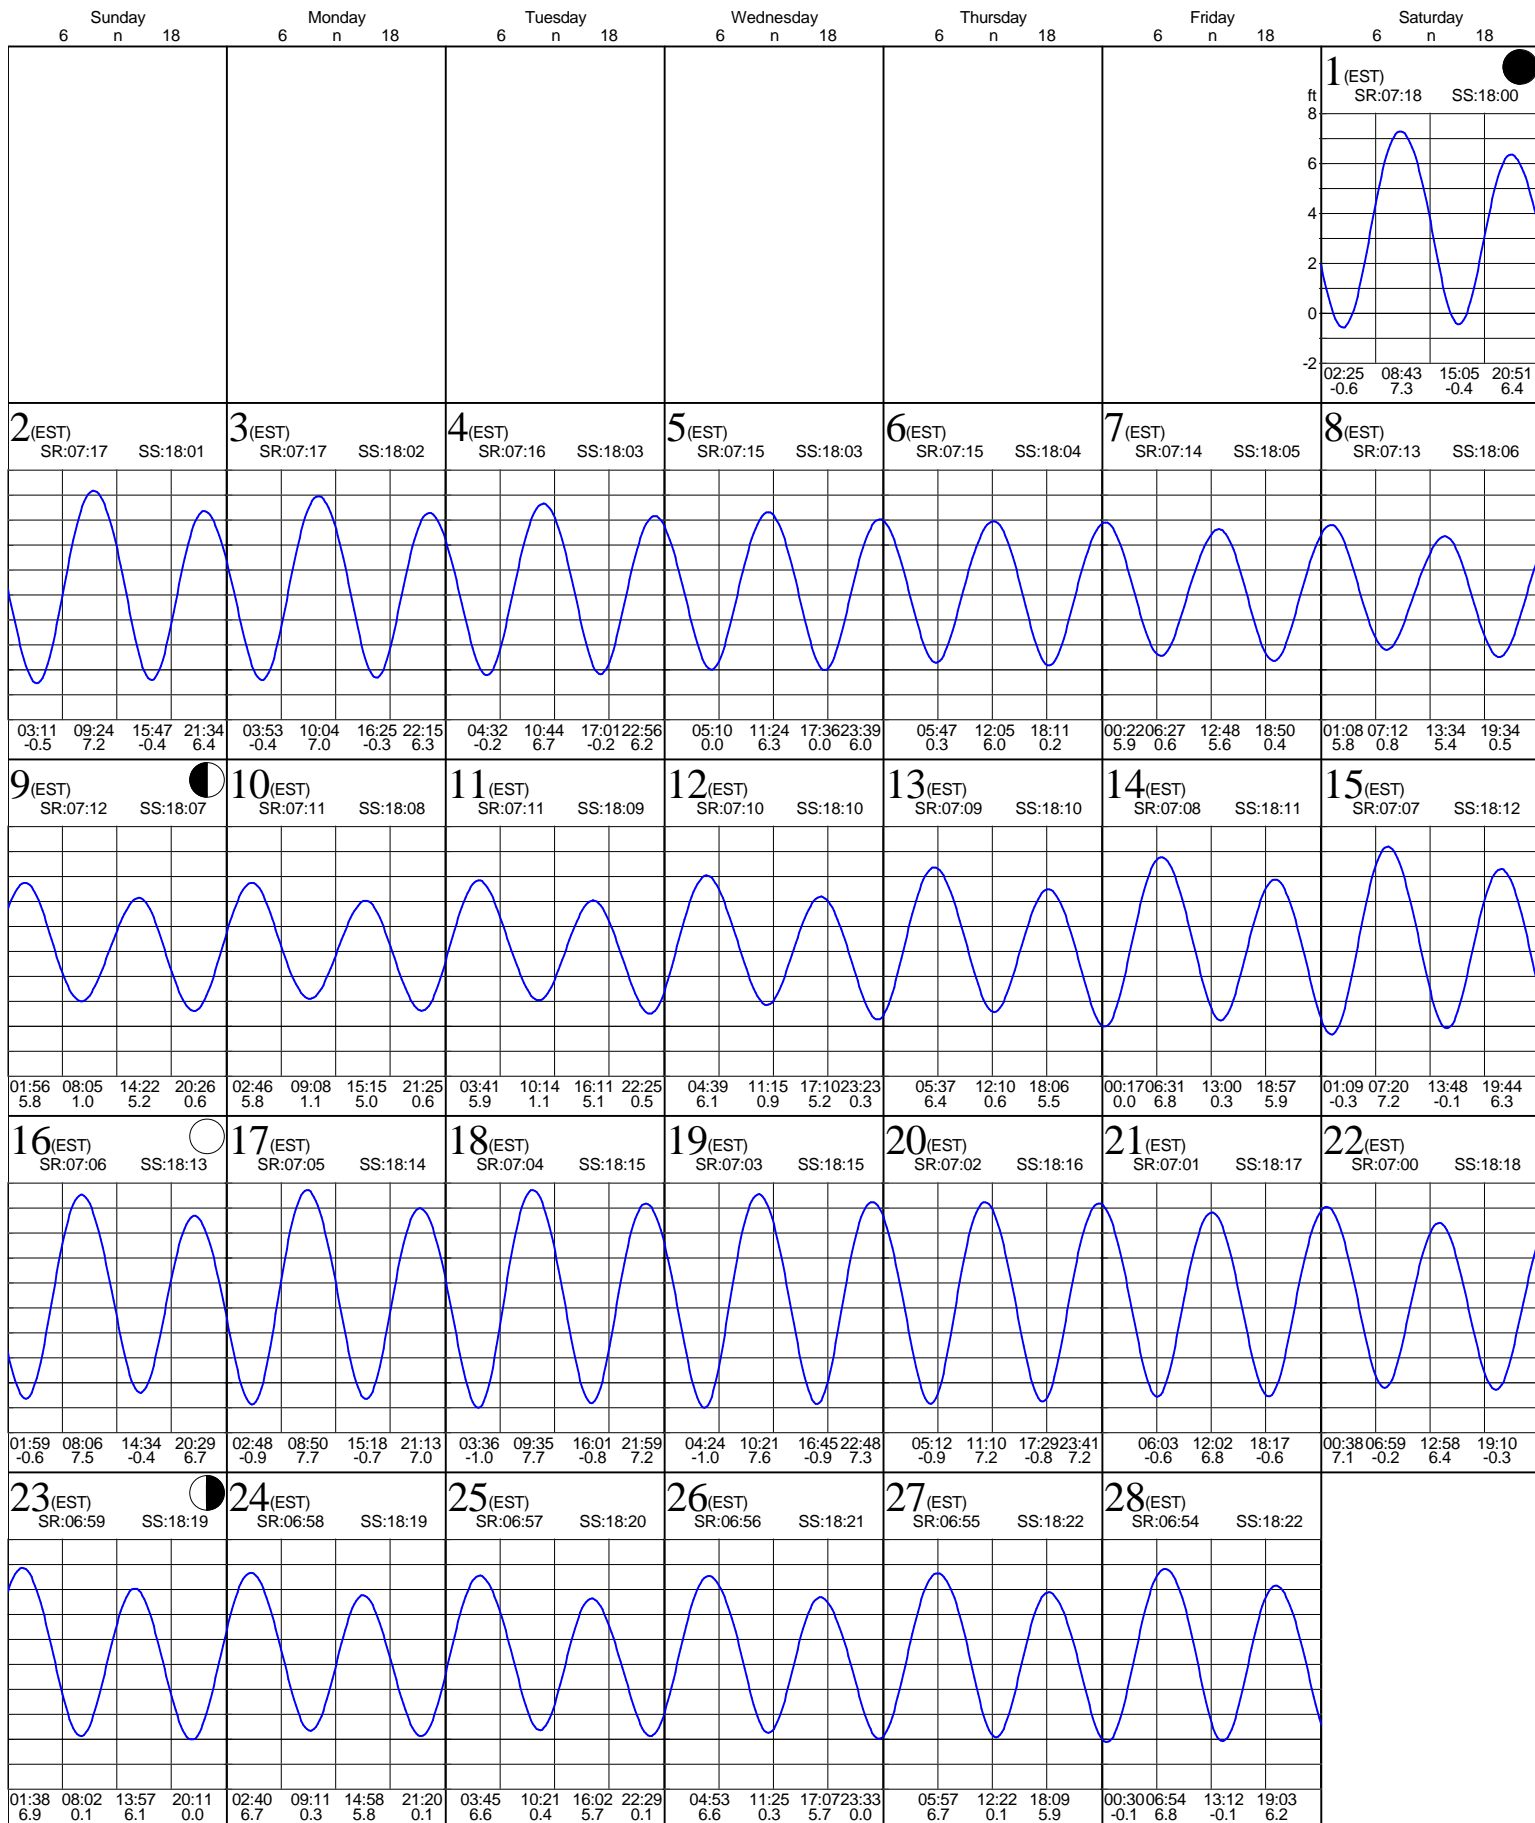 Sunday Monday Tuesday Wednesday Thursday Friday Saturday
6 n 18 6 n 18 6 n 18 6 n 18 6 n 18 6 n 18 6 n 18
1(EST)
ft SR:07:18 SS:18:00
8
6
4
2
0
-2
02:25 08:43 15:05 20:51
-0.6 7.3 -0.4 6.4
2(EST) 3(EST) 4(EST) 5(EST) 6(EST) 7(EST) 8(EST)
SR:07:17 SS:18:01 SR:07:17 SS:18:02 SR:07:16 SS:18:03 SR:07:15 SS:18:03 SR:07:15 SS:18:04 SR:07:14 SS:18:05 SR:07:13 SS:18:06
03:11 09:24 15:47 21:34 03:53 10:04 16:25 22:15 04:32 10:44 17:01 22:56 05:10 11:24 17:36 23:39 05:47 12:05 18:11 00:22 06:27 12:48 18:50 01:08 07:12 13:34 19:34
-0.5 7.2 -0.4 6.4 -0.4 7.0 -0.3 6.3 -0.2 6.7 -0.2 6.2 0.0 6.3 0.0 6.0 0.3 6.0 0.2 5.9 0.6 5.6 0.4 5.8 0.8 5.4 0.5
9(EST) 10(EST) 11(EST) 12(EST) 13(EST) 14(EST) 15(EST)
SR:07:12 SS:18:07 SR:07:11 SS:18:08 SR:07:11 SS:18:09 SR:07:10 SS:18:10 SR:07:09 SS:18:10 SR:07:08 SS:18:11 SR:07:07 SS:18:12
01:56 08:05 14:22 20:26 02:46 09:08 15:15 21:25 03:41 10:14 16:11 22:25 04:39 11:15 17:10 23:23 05:37 12:10 18:06 00:17 06:31 13:00 18:57 01:09 07:20 13:48 19:44
5.8 1.0 5.2 0.6 5.8 1.1 5.0 0.6 5.9 1.1 5.1 0.5 6.1 0.9 5.2 0.3 6.4 0.6 5.5 0.0 6.8 0.3 5.9 -0.3 7.2 -0.1 6.3
16(EST) 17(EST) 18(EST) 19(EST) 20(EST) 21(EST) 22(EST)
SR:07:06 SS:18:13 SR:07:05 SS:18:14 SR:07:04 SS:18:15 SR:07:03 SS:18:15 SR:07:02 SS:18:16 SR:07:01 SS:18:17 SR:07:00 SS:18:18
01:59 08:06 14:34 20:29 02:48 08:50 15:18 21:13 03:36 09:35 16:01 21:59 04:24 10:21 16:45 22:48 05:12 11:10 17:29 23:41 06:03 12:02 18:17 00:38 06:59 12:58 19:10
-0.6 7.5 -0.4 6.7 -0.9 7.7 -0.7 7.0 -1.0 7.7 -0.8 7.2 -1.0 7.6 -0.9 7.3 -0.9 7.2 -0.8 7.2 -0.6 6.8 -0.6 7.1 -0.2 6.4 -0.3
23(EST) 24(EST) 25(EST) 26(EST) 27(EST) 28(EST)
SR:06:59 SS:18:19 SR:06:58 SS:18:19 SR:06:57 SS:18:20 SR:06:56 SS:18:21 SR:06:55 SS:18:22 SR:06:54 SS:18:22
01:38 08:02 13:57 20:11 02:40 09:11 14:58 21:20 03:45 10:21 16:02 22:29 04:53 11:25 17:07 23:33 05:57 12:22 18:09 00:30 06:54 13:12 19:03
6.9 0.1 6.1 0.0 6.7 0.3 5.8 0.1 6.6 0.4 5.7 0.1 6.6 0.3 5.7 0.0 6.7 0.1 5.9 -0.1 6.8 -0.1 6.2